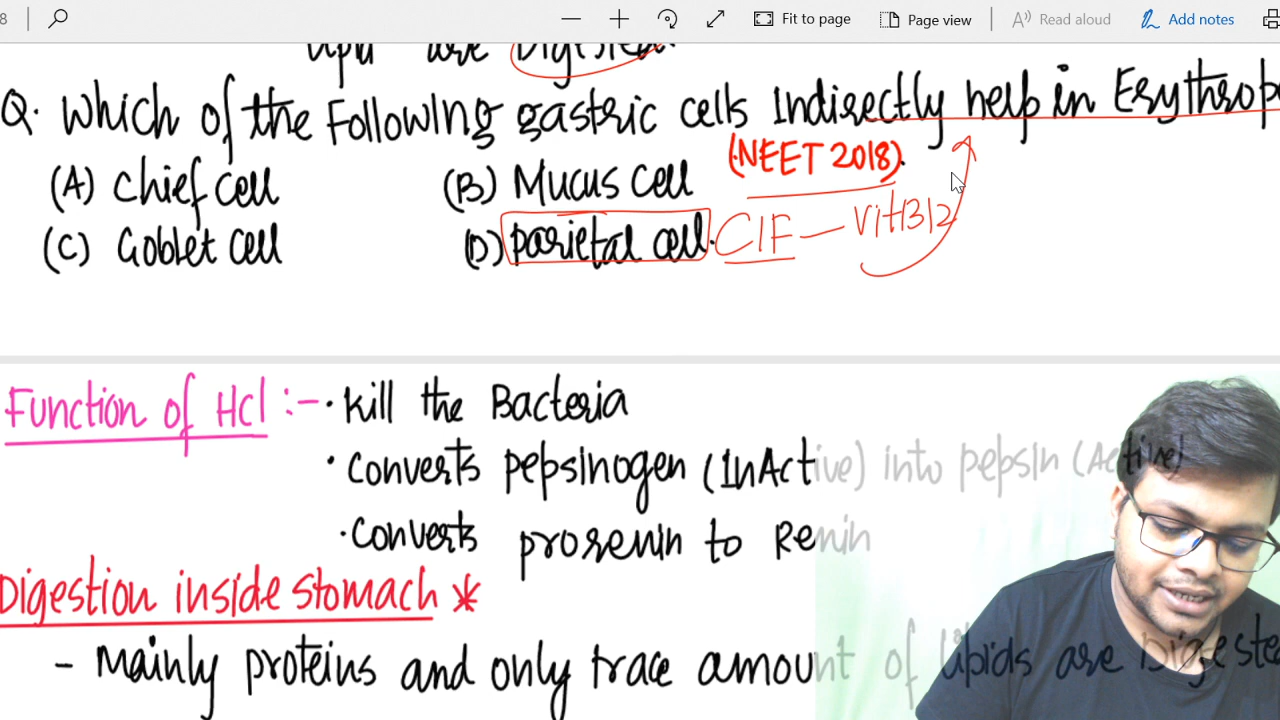 8 Fit to page Page view Read aloud Add notes
are Digested.
Q. Which of the Following gastric cells Indirectly help in Erythrop
(NEET 2018).
(A) Chief cell (B) Mucus cell
(C) Goblet cell (D) parietal cell. CIF — Vit B12
Function of Hcl :- • Kill the Bacteria
• Converts pepsinogen (InActive) into pepsin (Active)
• Converts prorenin to Renin
Digestion inside stomach *
- Mainly proteins and only trace amount of lipids are Digeste